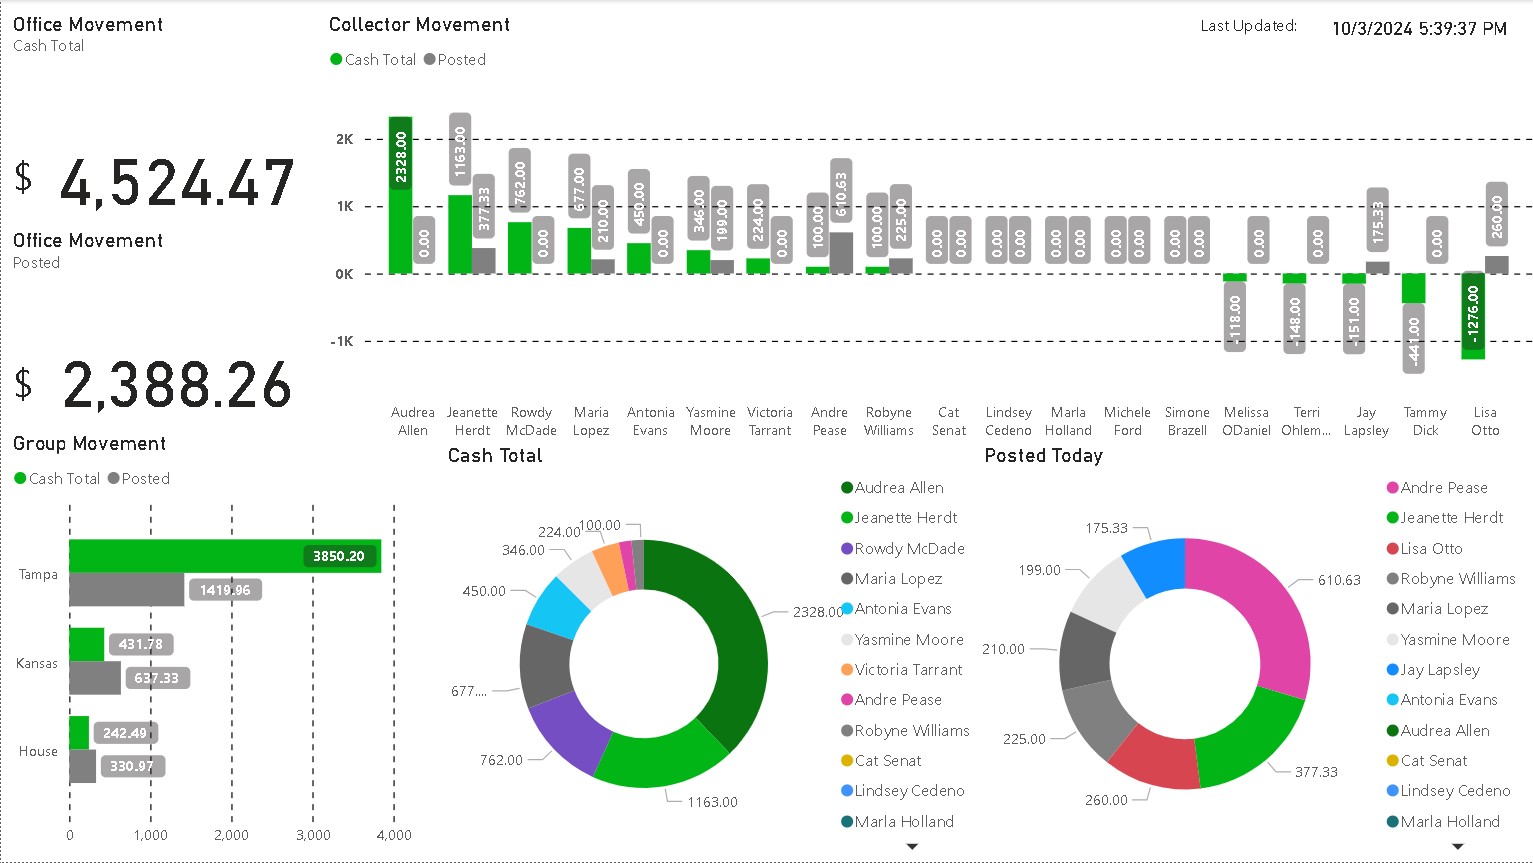 Office Movement
Cash Total
$ 4,524.47
Office Movement
Posted
$ 2,388.26
Collector Movement
Cash Total Posted
Last Updated: 10/3/2024 5:39:37 PM
2K
1K
0K
-1K
2328.00 0.00 1163.00 377.33 762.00 0.00 677.00 210.00 450.00 0.00 346.00 199.00 224.00 0.00 100.00 610.63 100.00 225.00 0.00 0.00 0.00 0.00 0.00 0.00 0.00 0.00 0.00 0.00 -118.00 0.00 -148.00 0.00 -151.00 175.33 -441.00 0.00 -1276.00 260.00
Audrea Jeanette Rowdy Maria Antonia Yasmine Victoria Andre Robyne Cat Lindsey Marla Michele Simone Melissa Terri Jay Tammy Lisa
Allen Herdt McDade Lopez Evans Moore Tarrant Pease Williams Senat Cedeno Holland Ford Brazell ODaniel Ohlem... Lapsley Dick Otto
Group Movement
Cash Total Posted
Tampa
3850.20
1419.96
Kansas
431.78
637.33
House
242.49
330.97
0 1,000 2,000 3,000 4,000
Cash Total
100.00
224.00
346.00
450.00
677....
762.00
1163.00
2328.00
Audrea Allen
Jeanette Herdt
Rowdy McDade
Maria Lopez
Antonia Evans
Yasmine Moore
Victoria Tarrant
Andre Pease
Robyne Williams
Cat Senat
Lindsey Cedeno
Marla Holland
Posted Today
175.33
199.00
210.00
225.00
260.00
377.33
610.63
Andre Pease
Jeanette Herdt
Lisa Otto
Robyne Williams
Maria Lopez
Yasmine Moore
Jay Lapsley
Antonia Evans
Audrea Allen
Cat Senat
Lindsey Cedeno
Marla Holland